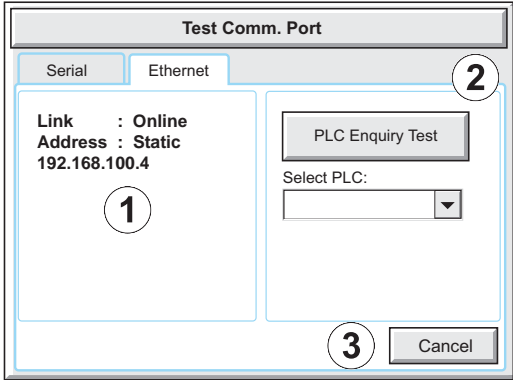 Test Comm. Port
Serial
Ethernet
2
Link : Online
Address : Static
192.168.100.4
1
PLC Enquiry Test
Select PLC:
3
Cancel